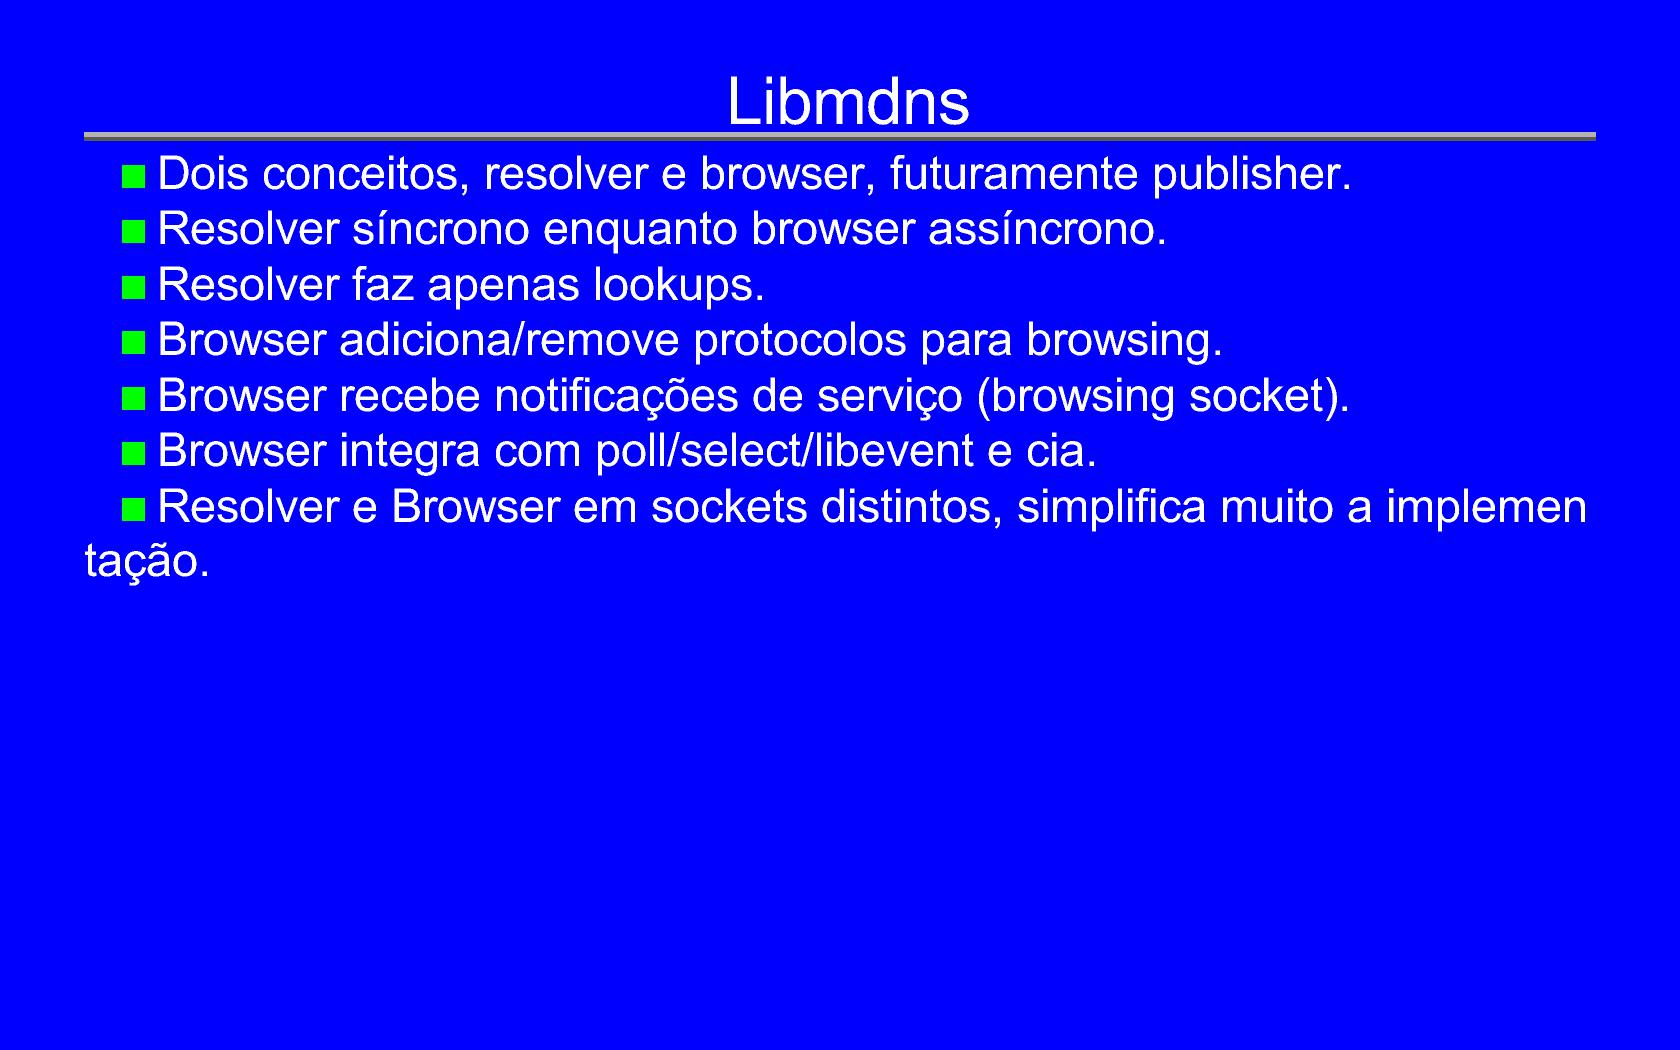 Libmdns
Dois conceitos, resolver e browser, futuramente publisher.
Resolver síncrono enquanto browser assíncrono.
Resolver faz apenas lookups.
Browser adiciona/remove protocolos para browsing.
Browser recebe notificações de serviço (browsing socket).
Browser integra com poll/select/libevent e cia.
Resolver e Browser em sockets distintos, simplifica muito a implemen
tação.